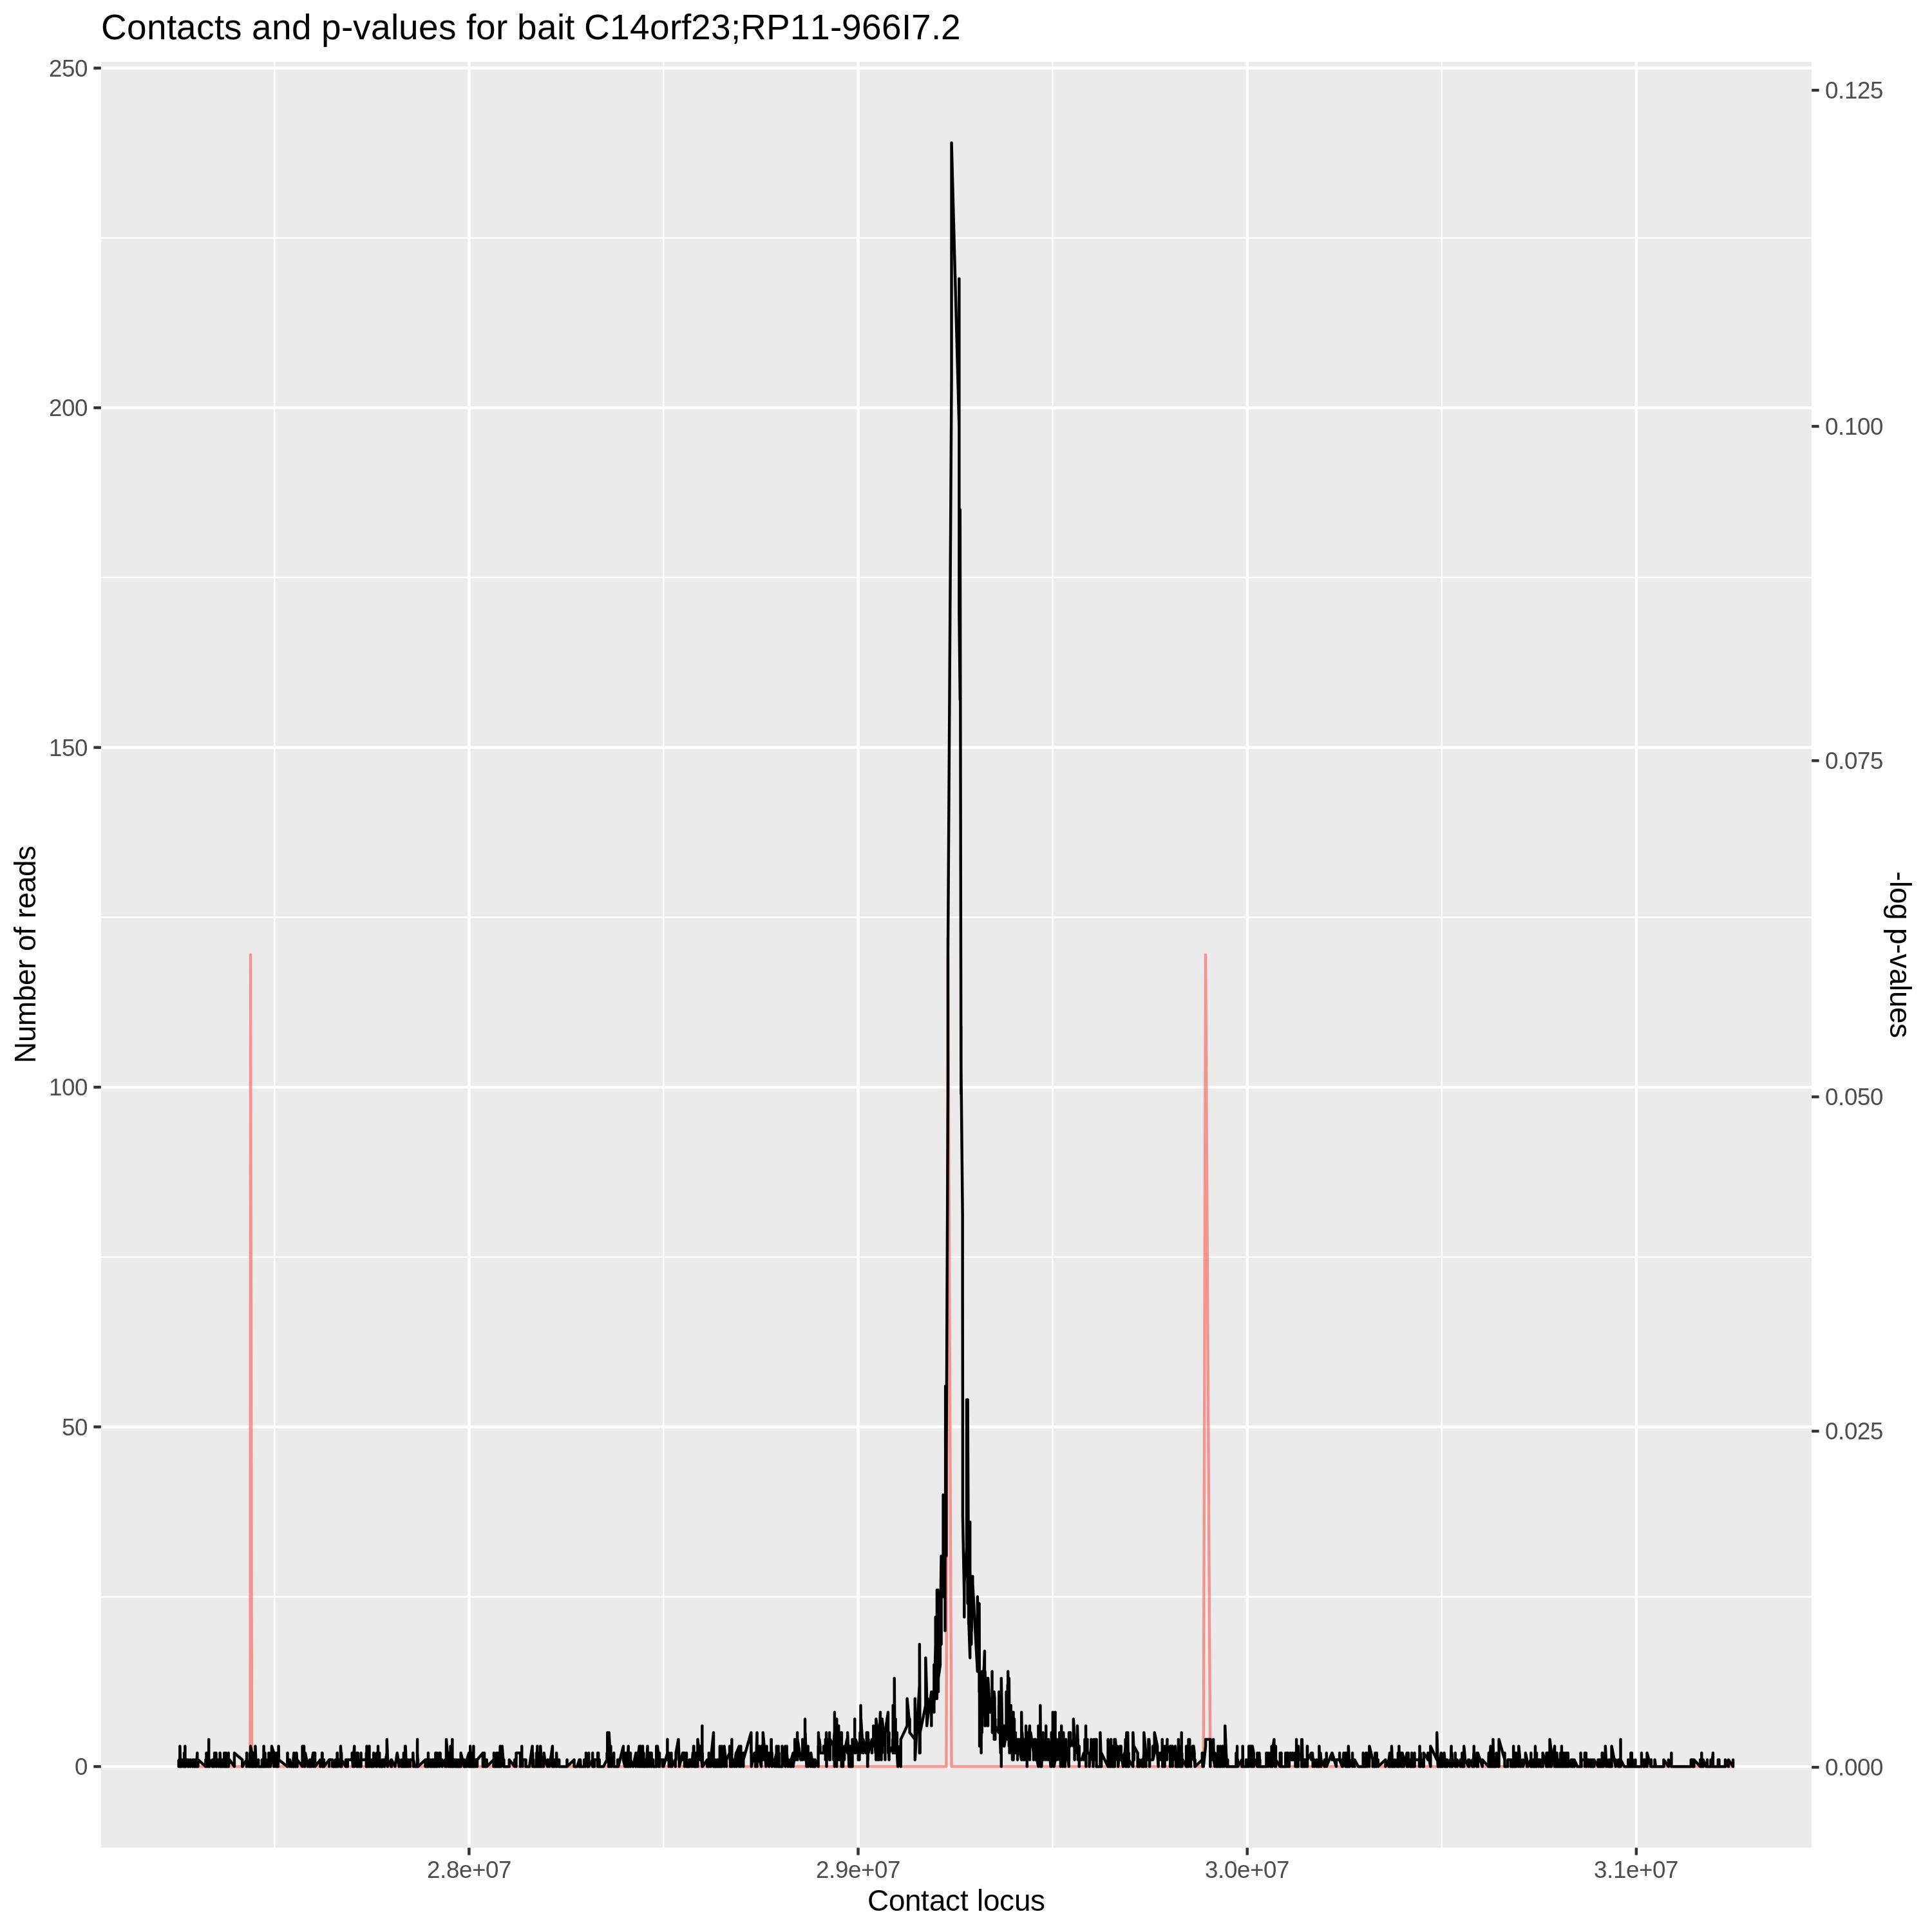 Contacts and p-values for bait C14orf23;RP11-966I7.2
250
200
150
100
50
0
Number of reads
0.125
0.100
0.075
0.050
0.025
0.000
-log p-values
2.8e+07 2.9e+07 3.0e+07 3.1e+07
Contact locus